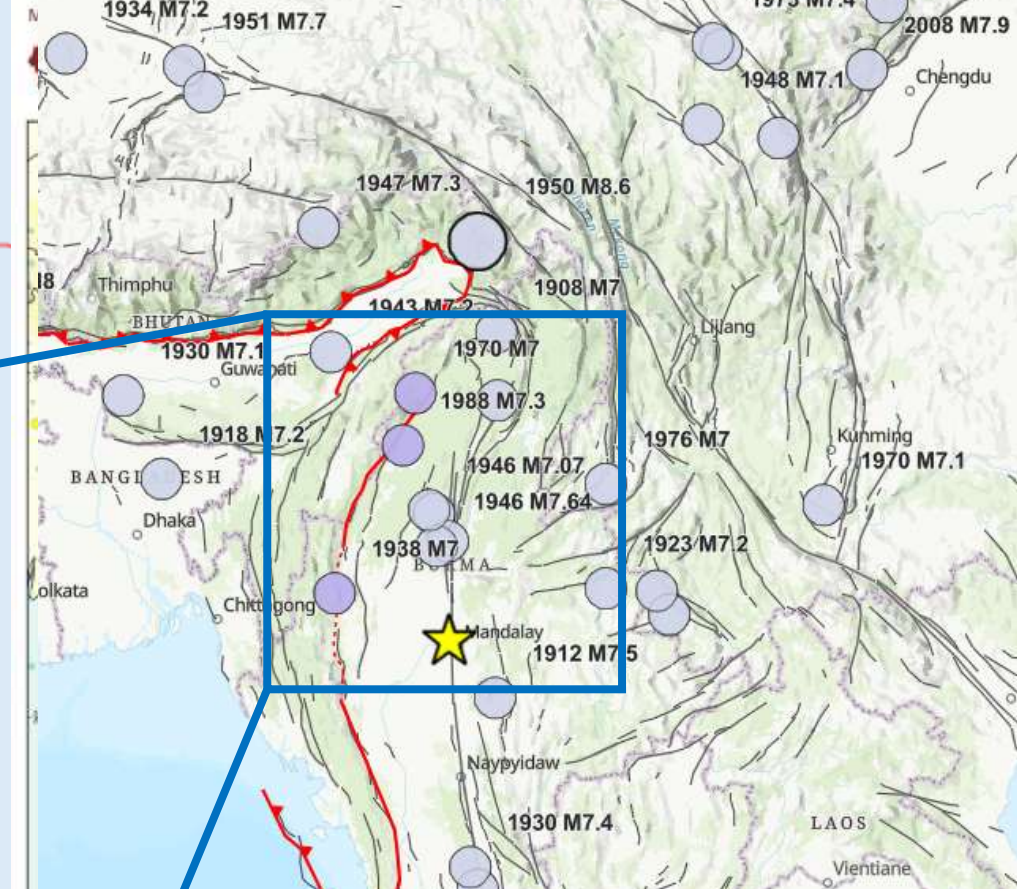 1934 M7.2
1951 M7.7
1973 M7.4
2008 M7.9
1948 M7.1
Chengdu
1947 M7.3
1950 M8.6
Thimphu
1908 M7
1943 M7.2
BHUTAN
Lijiang
1930 M7.1
1970 M7
Guwahati
1988 M7.3
1918 M7.2
1976 M7
Kunming
1970 M7.1
1946 M7.07
BANGLADESH
1946 M7.64
Dhaka
1938 M7
1923 M7.2
BURMA
Chittagong
Mandalay
1912 M7.5
Naypyidaw
1930 M7.4
LAOS
Vientiane